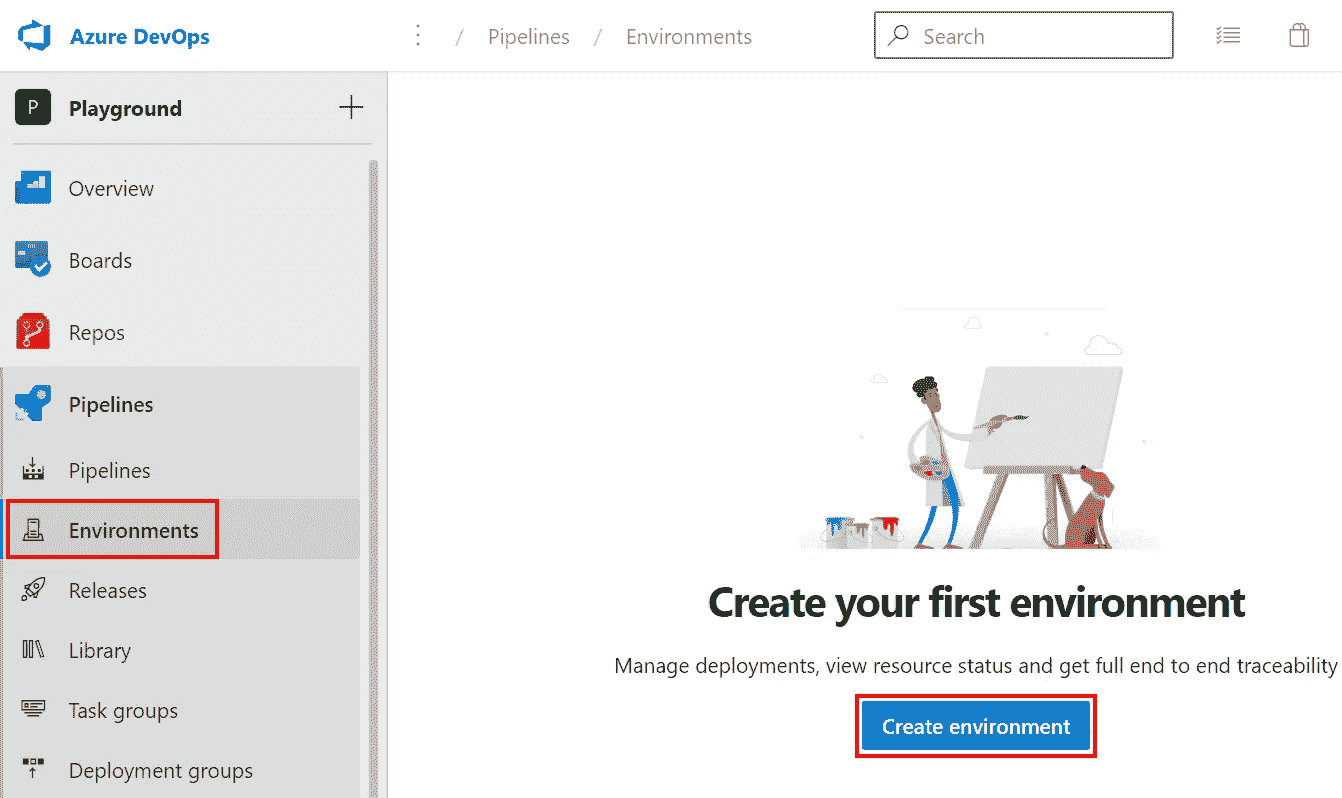 Azure DevOps
/ Pipelines / Environments
Search
P Playground
Overview
Boards
Repos
Pipelines
Pipelines
Environments
Releases
Library
Task groups
Deployment groups
Create your first environment
Manage deployments, view resource status and get full end to end traceability
Create environment